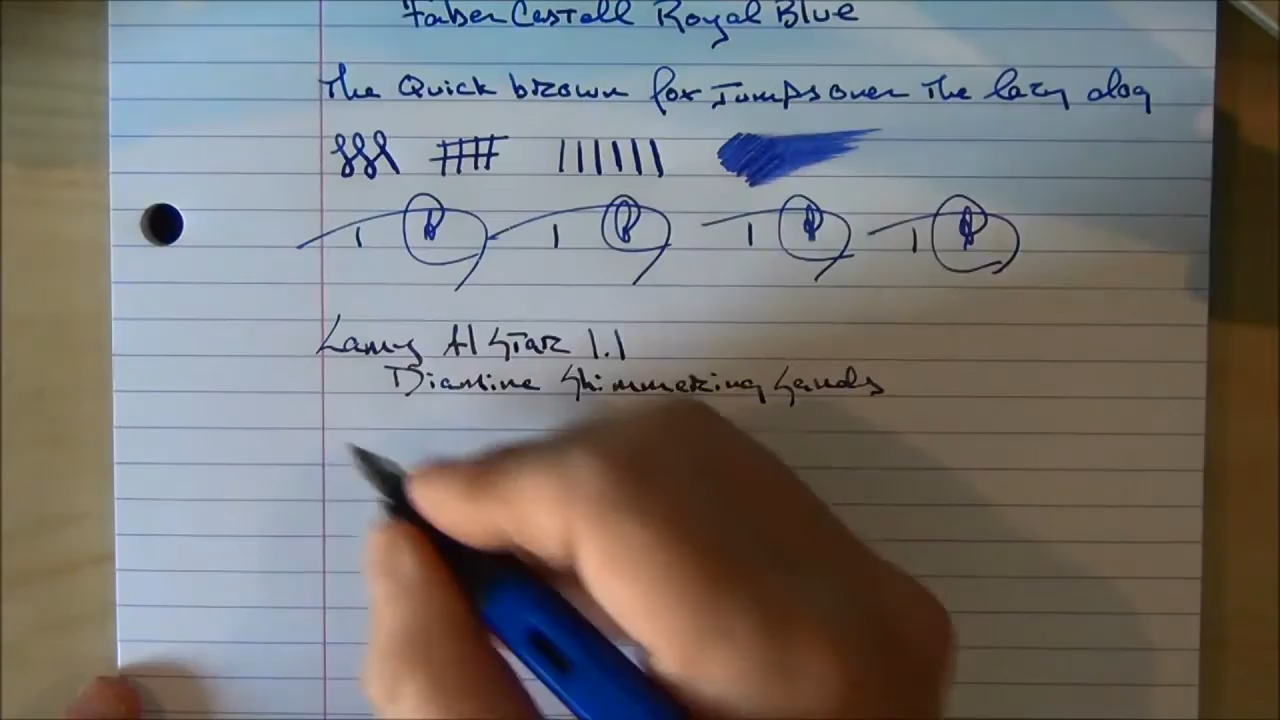 Faber Castell Royal Blue
The Quick brown fox Jumps over The lazy dog
Lamy Al Star 1.1
Diamine Shimmering Sands